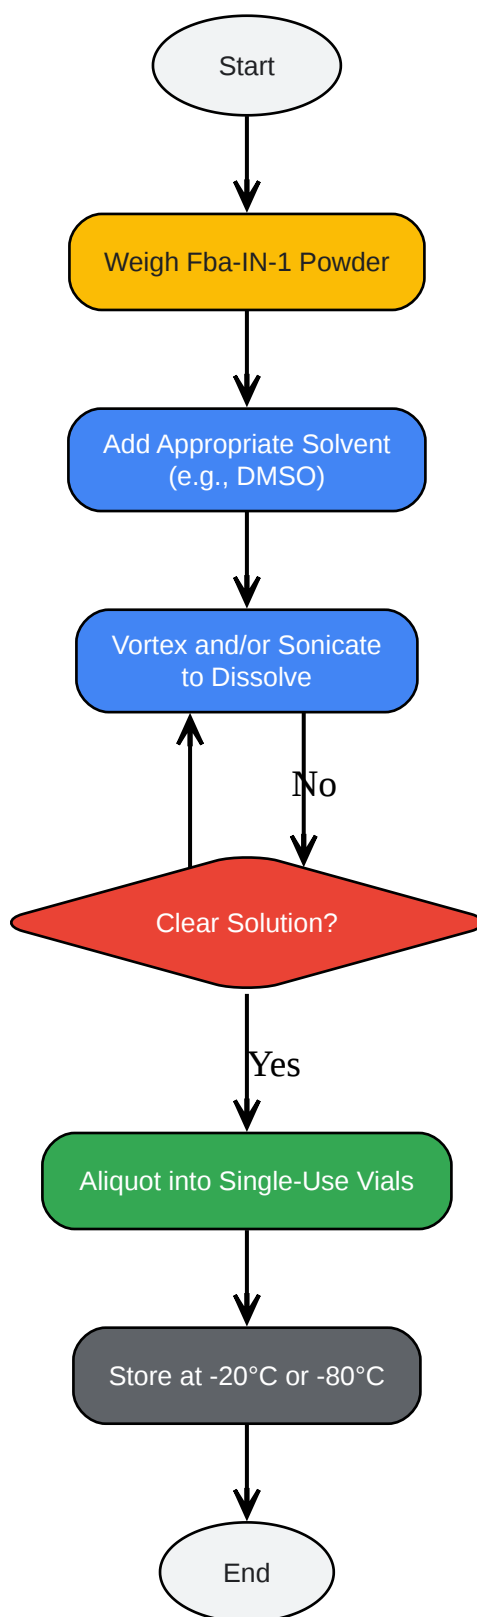 Start
Weigh Fba-IN-1 Powder
Add Appropriate Solvent
(e.g., DMSO)
Vortex and/or Sonicate
to Dissolve
No
Clear Solution?
Yes
Aliquot into Single-Use Vials
Store at -20°C or -80°C
End